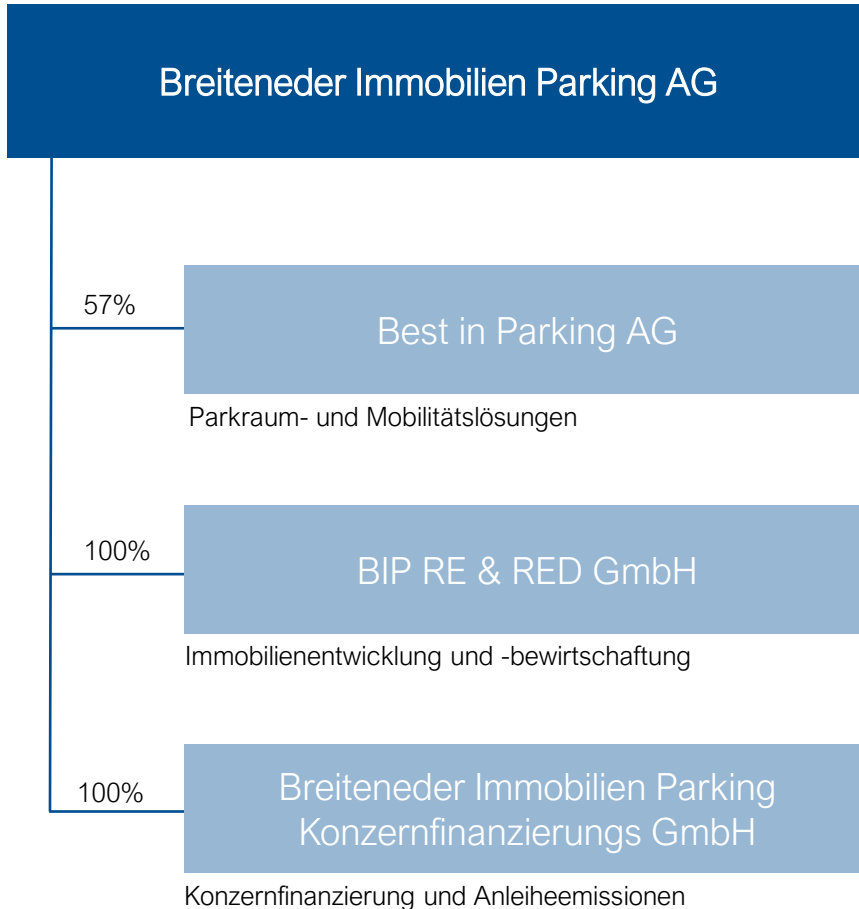 Breiteneder Immobilien Parking AG
57%
Best in Parking AG
Parkraum- und Mobilitätslösungen
100%
BIP RE & RED GmbH
Immobilienentwicklung und -bewirtschaftung
100%
Breiteneder Immobilien Parking
Konzernfinanzierungs GmbH
Konzernfinanzierung und Anleiheemissionen